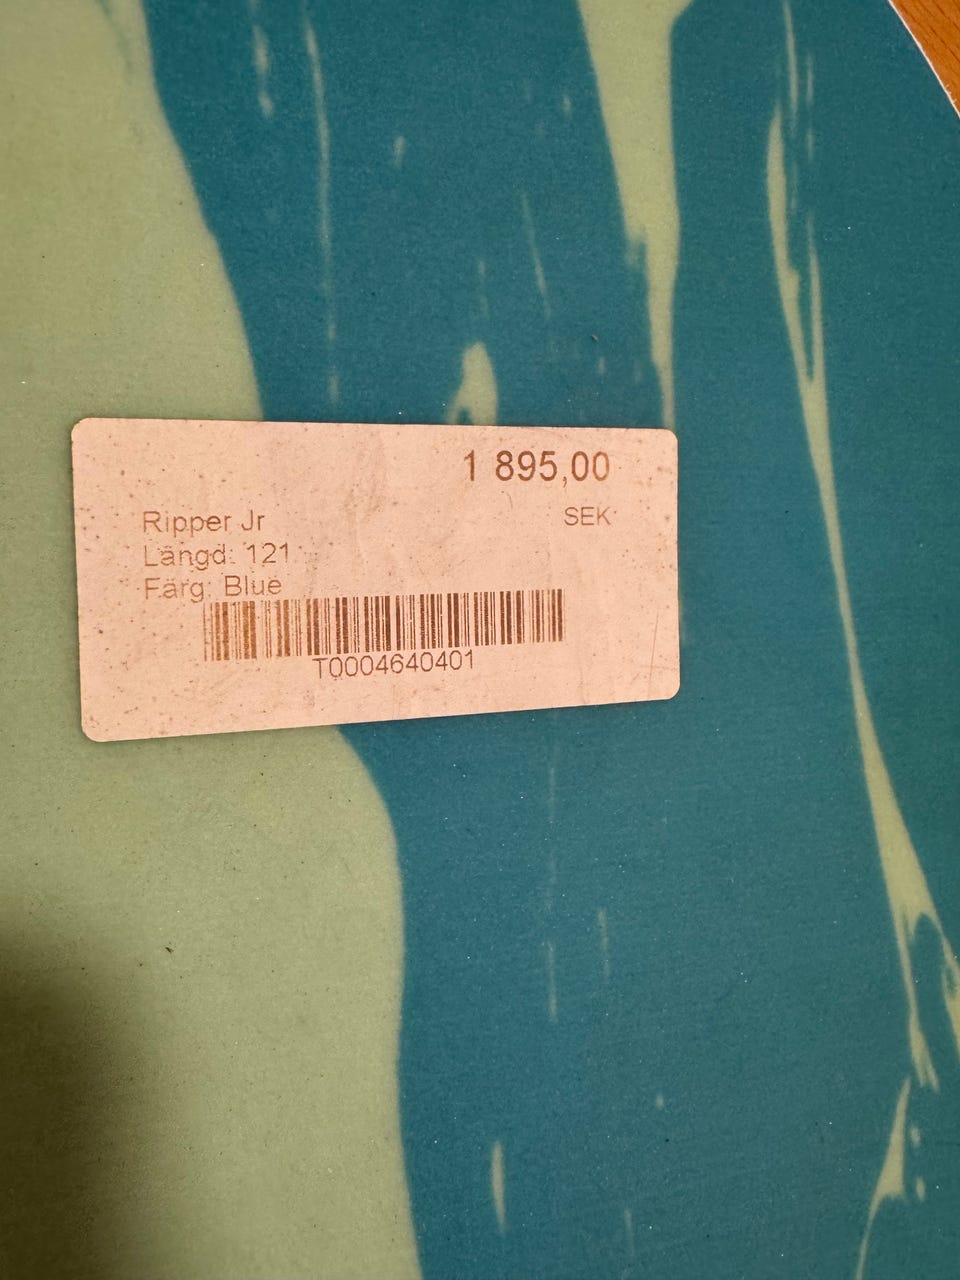 1 895,00
SEK
Ripper Jr
Längd: 121
Färg: Blue
T0004640401